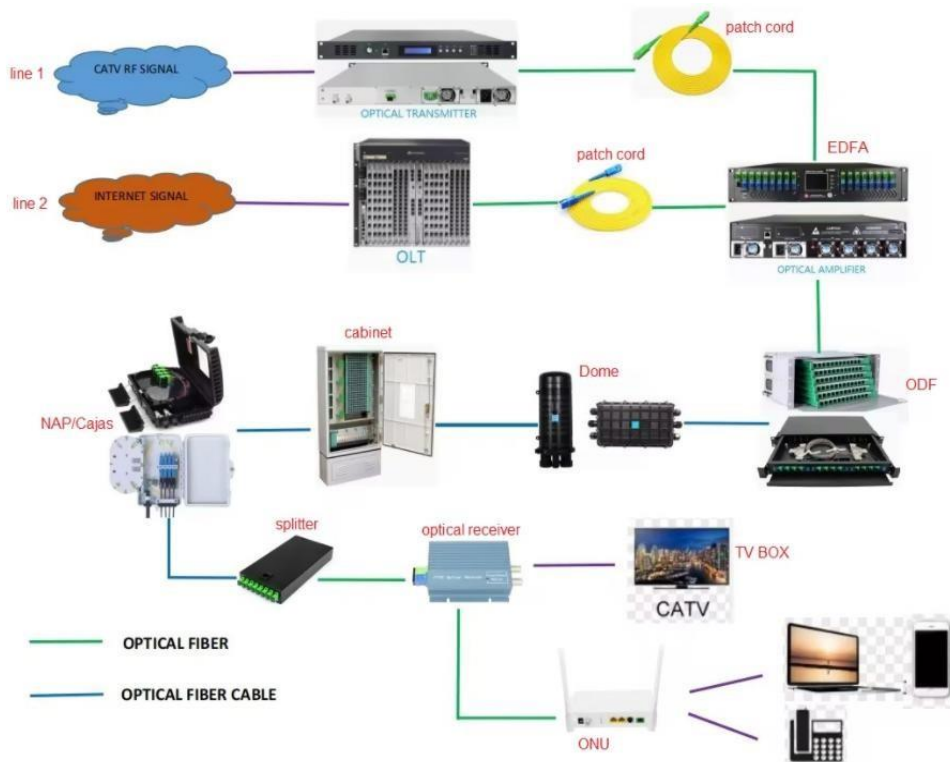 patch cord
line 1
CATV RF SIGNAL
OPTICAL TRANSMITTER
EDFA
patch cord
line 2
INTERNET SIGNAL
OLT
OPTICAL AMPLIFIER
cabinet
Dome
ODF
NAP/Cajas
splitter
optical receiver
TV BOX
CATV
OPTICAL FIBER
OPTICAL FIBER CABLE
ONU